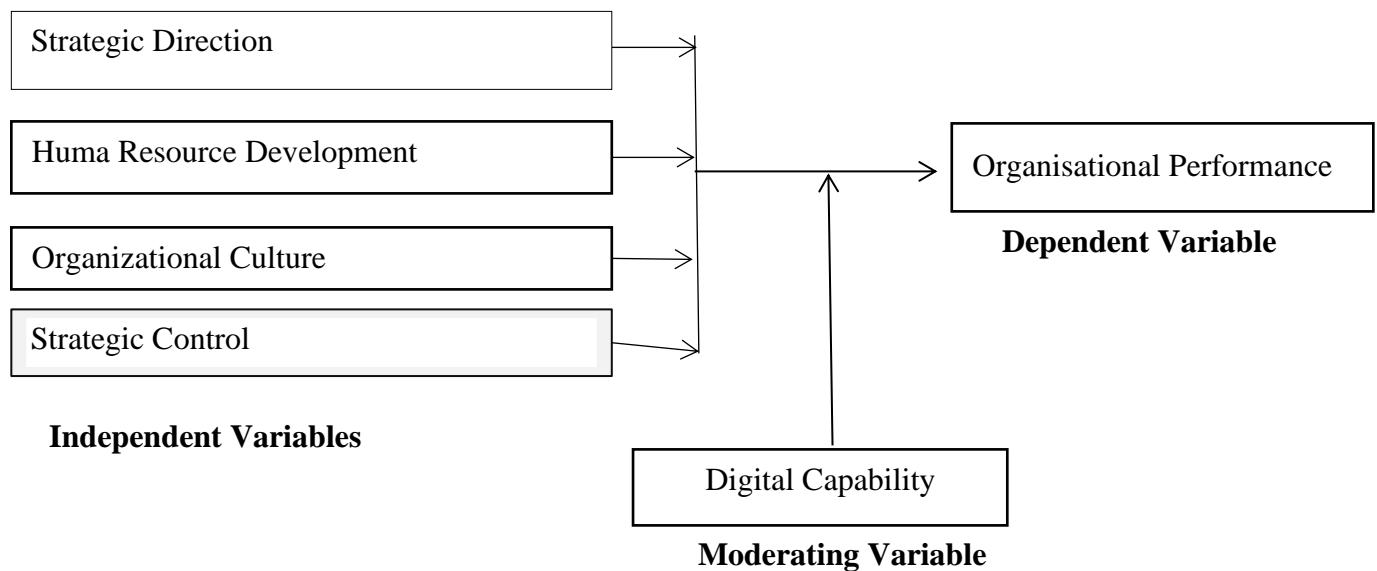 Strategic Direction
Huma Resource Development
Organizational Culture
Strategic Control
Independent Variables
Organisational Performance
Dependent Variable
Digital Capability
Moderating Variable